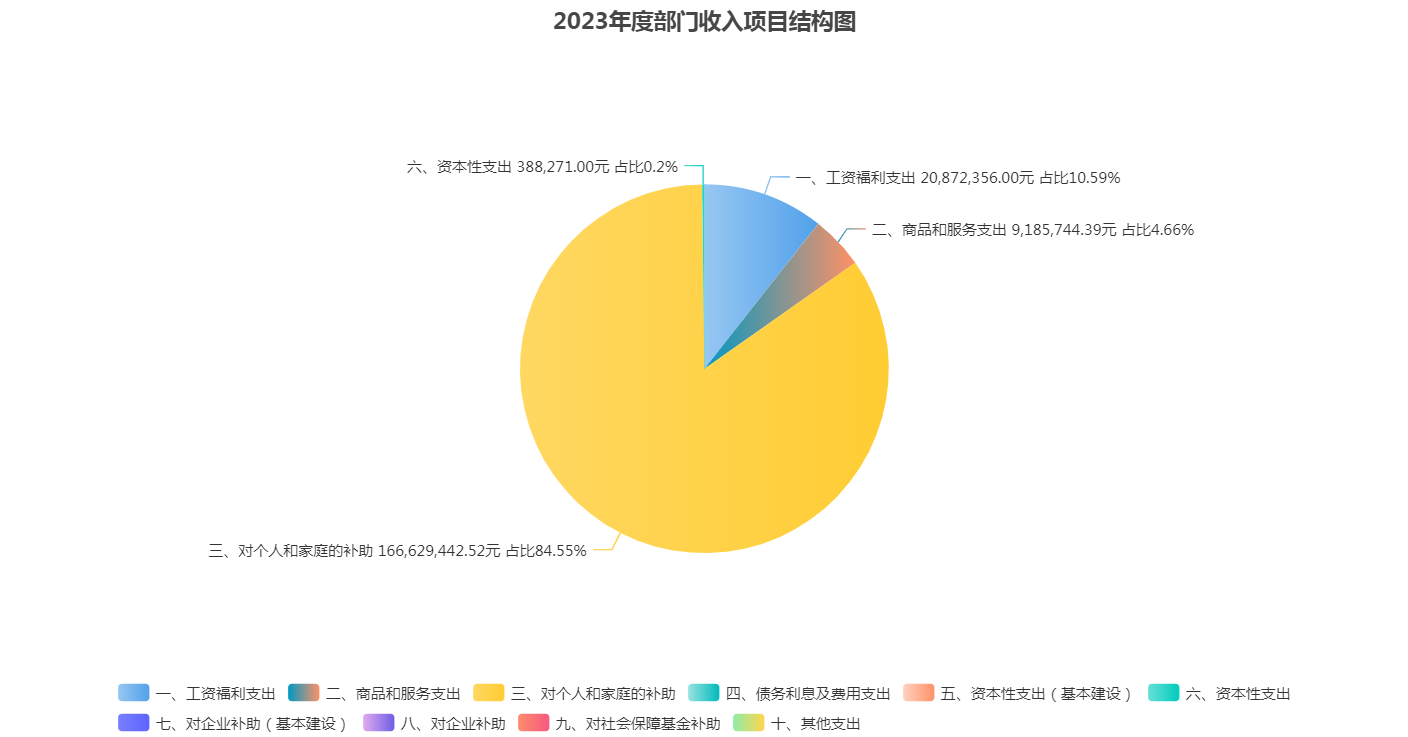 2023年度部门收入项目结构图
六、资本性支出 388,271.00元 占比0.2%
一、工资福利支出 20,872,356.00元 占比10.59%
二、商品和服务支出 9,185,744.39元 占比4.66%
三、对个人和家庭的补助 166,629,442.52元 占比84.55%
一、工资福利支出 二、商品和服务支出 三、对个人和家庭的补助 四、债务利息及费用支出 五、资本性支出（基本建设） 六、资本性支出
七、对企业补助（基本建设） 八、对企业补助 九、对社会保障基金补助 十、其他支出